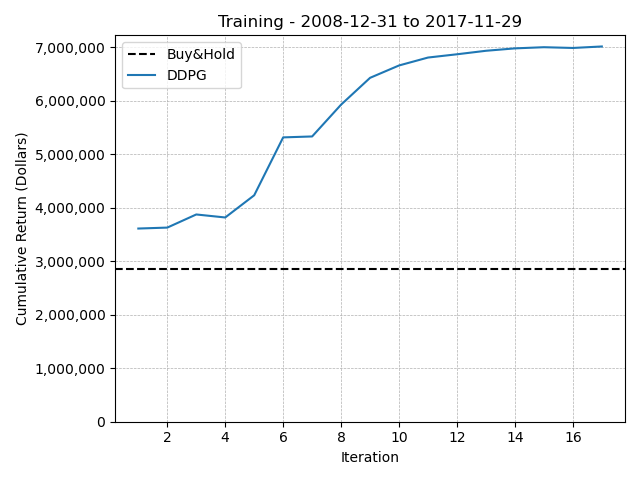 Training - 2008-12-31 to 2017-11-29
Buy&Hold
DDPG
Cumulative Return (Dollars)
7,000,000
6,000,000
5,000,000
4,000,000
3,000,000
2,000,000
1,000,000
0
2 4 6 8 10 12 14 16
Iteration